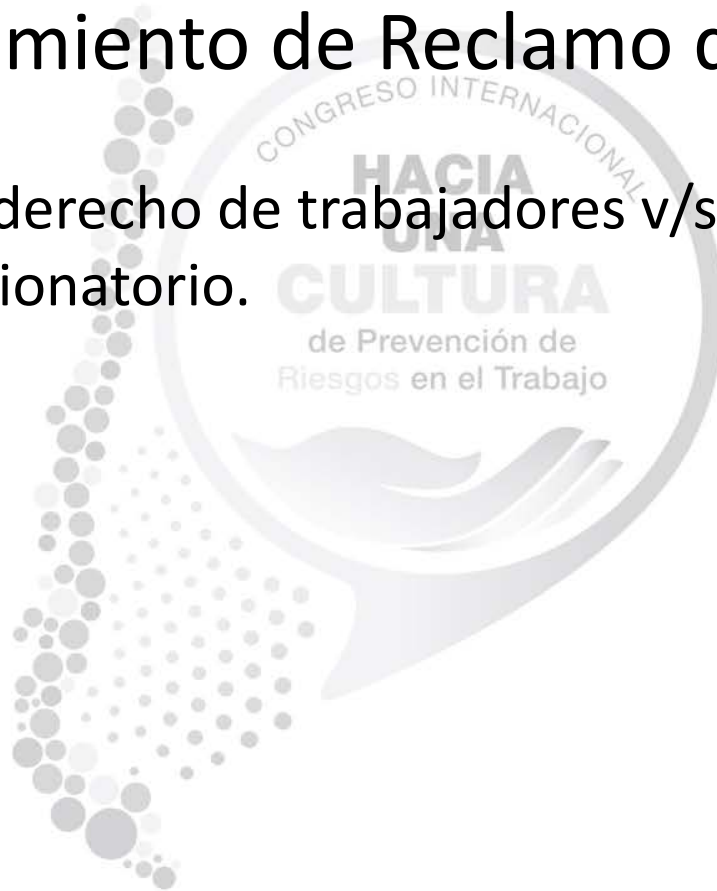 miento de Reclamo
CONGRESO INTERNACIONAL
HACIA
derecho de trabajadores v/s
UNA
ionatorio.
CULTURA
de Prevención de
Riesgos en el Trabajo